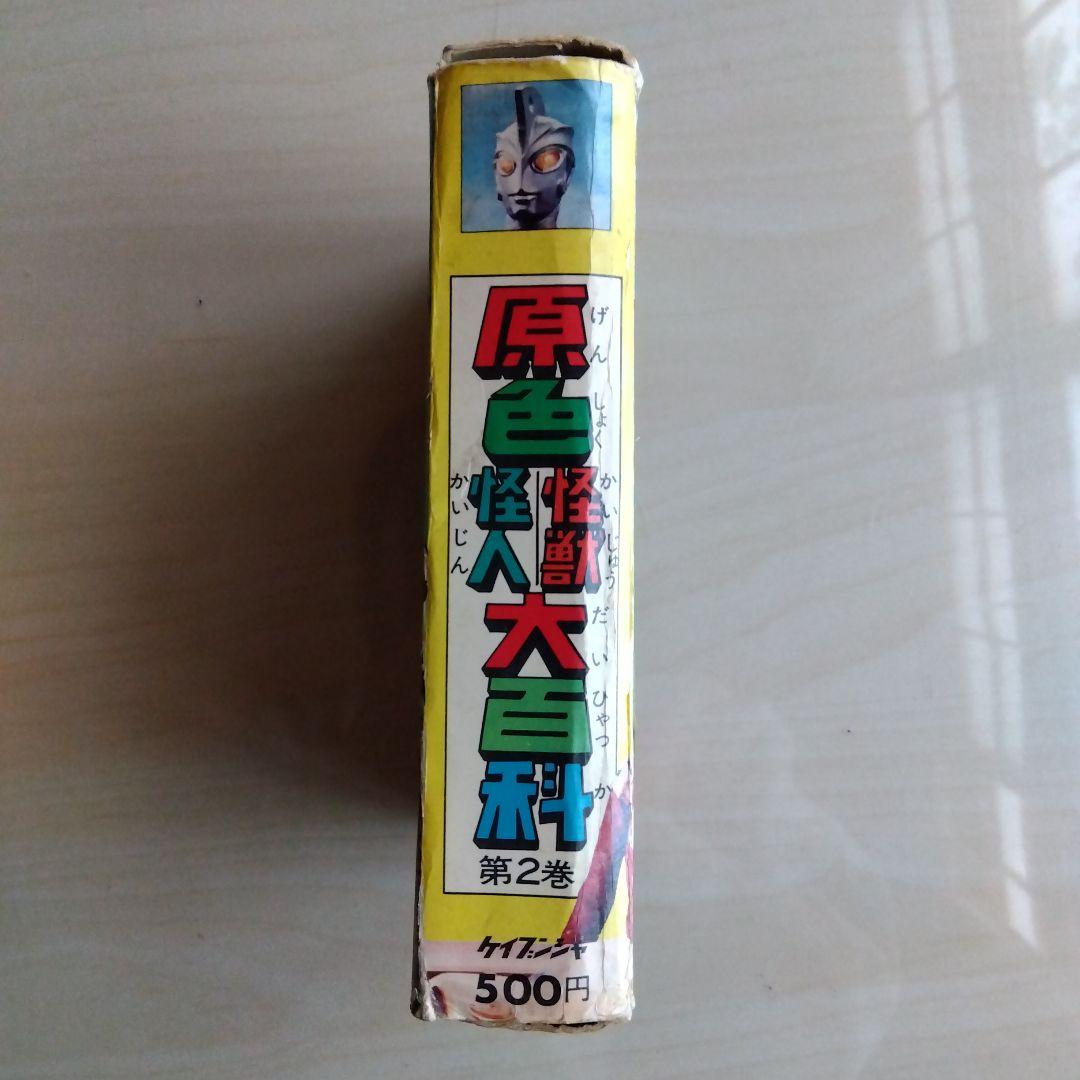 原色怪獣怪人大百科
げんしょくかいじゅうだいひゃっか
かいじん
第2巻
ケイブンシャ
500円